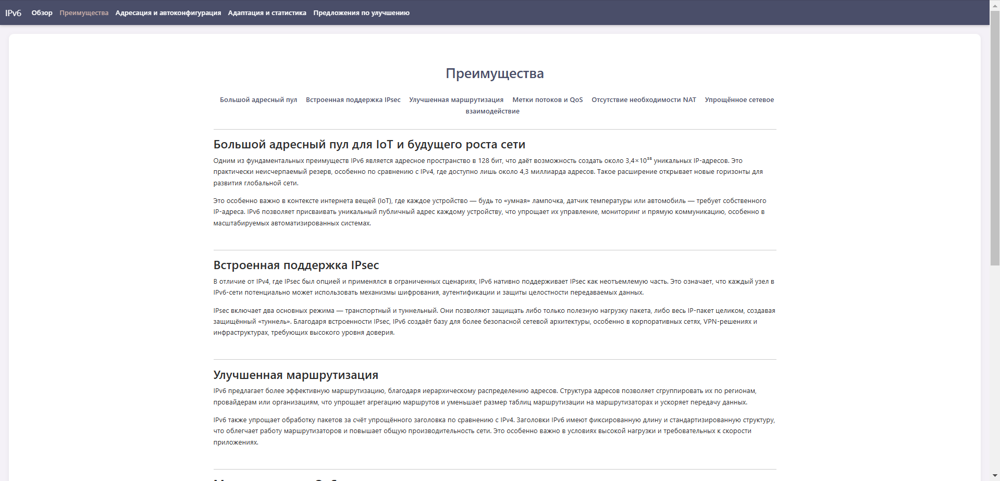 IPv6 Обзор Преимущества Адресация и автоконфигурация Адаптация и статистика Предложения по улучшению
Преимущества
Большой адресный пул Встроенная поддержка IPsec Улучшенная маршрутизация Метки потоков и QoS Отсутствие необходимости NAT Упрощённое сетевое
взаимодействие
Большой адресный пул для IoT и будущего роста сети
Одним из фундаментальных преимуществ IPv6 является адресное пространство в 128 бит, что даёт возможность создать около 3,4×10³⁸ уникальных IP-адресов. Это
практически неисчерпаемый резерв, особенно по сравнению с IPv4, где доступно лишь около 4,3 миллиарда адресов. Такое расширение открывает новые горизонты для
развития глобальной сети.
Это особенно важно в контексте интернета вещей (IoT), где каждое устройство — будь то «умная» лампочка, датчик температуры или автомобиль — требует собственного
IP-адреса. IPv6 позволяет присваивать уникальный публичный адрес каждому устройству, что упрощает их управление, мониторинг и прямую коммуникацию, особенно в
масштабируемых автоматизированных системах.
Встроенная поддержка IPsec
В отличие от IPv4, где IPsec был опцией и применялся в ограниченных сценариях, IPv6 нативно поддерживает IPsec как неотъемлемую часть. Это означает, что каждый узел в
IPv6-сети потенциально может использовать механизмы шифрования, аутентификации и защиты целостности передаваемых данных.
IPsec включает два основных режима — транспортный и туннельный. Они позволяют защищать либо только полезную нагрузку пакета, либо весь IP-пакет целиком, создавая
защищённый «туннель». Благодаря встроенности IPsec, IPv6 создаёт базу для более безопасной сетевой архитектуры, особенно в корпоративных сетях, VPN-решениях и
инфраструктурах, требующих высокого уровня доверия.
Улучшенная маршрутизация
IPv6 предлагает более эффективную маршрутизацию, благодаря иерархическому распределению адресов. Структура адресов позволяет сгруппировать их по регионам,
провайдерам или организациям, что упрощает агрегацию маршрутов и уменьшает размер таблиц маршрутизации на маршрутизаторах и ускоряет передачу данных.
IPv6 также упрощает обработку пакетов за счёт упрощённого заголовка по сравнению с IPv4. Заголовки IPv6 имеют фиксированную длину и стандартизированную структуру,
что облегчает работу маршрутизаторов и повышает общую производительность сети. Это особенно важно в условиях высокой нагрузки и требовательных к скорости
приложениях.